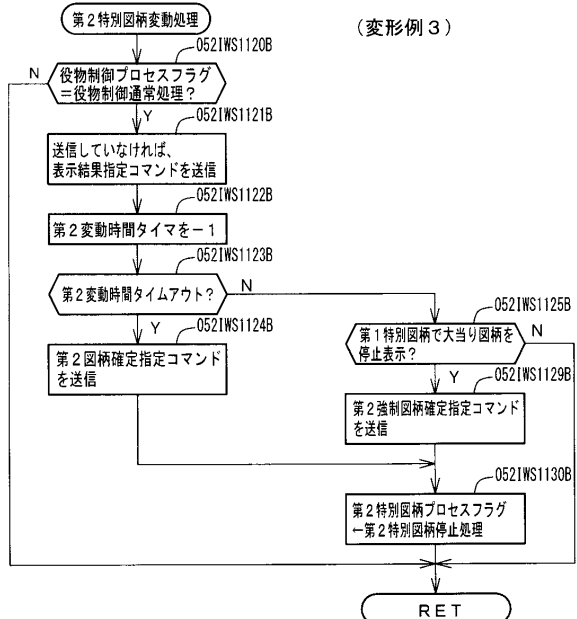 第２特別図柄変動処理
（変形例３）
052IWS1120B
N
役物制御プロセスフラグ
＝役物制御通常処理？
Y
052IWS1121B
送信していなければ、
表示結果指定コマンドを送信
052IWS1122B
第２変動時間タイマを－１
052IWS1123B
第２変動時間タイムアウト？
N
Y
052IWS1124B
第２図柄確定指定コマンド
を送信
052IWS1125B
第１特別図柄で大当り図柄を
停止表示？
N
Y
052IWS1129B
第２強制図柄確定指定コマンド
を送信
052IWS1130B
第２特別図柄プロセスフラグ
←第２特別図柄停止処理
RET